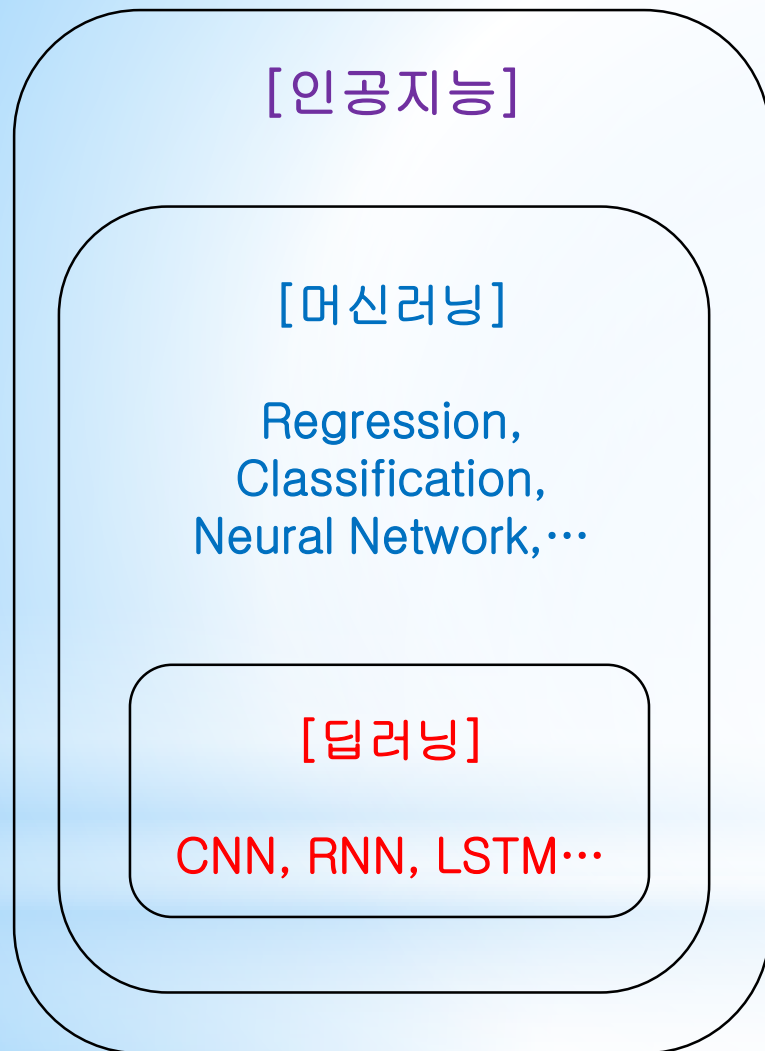 [인공지능]
[머신러닝]
Regression,
Classification,
Neural Network,…
[딥러닝]
CNN, RNN, LSTM…